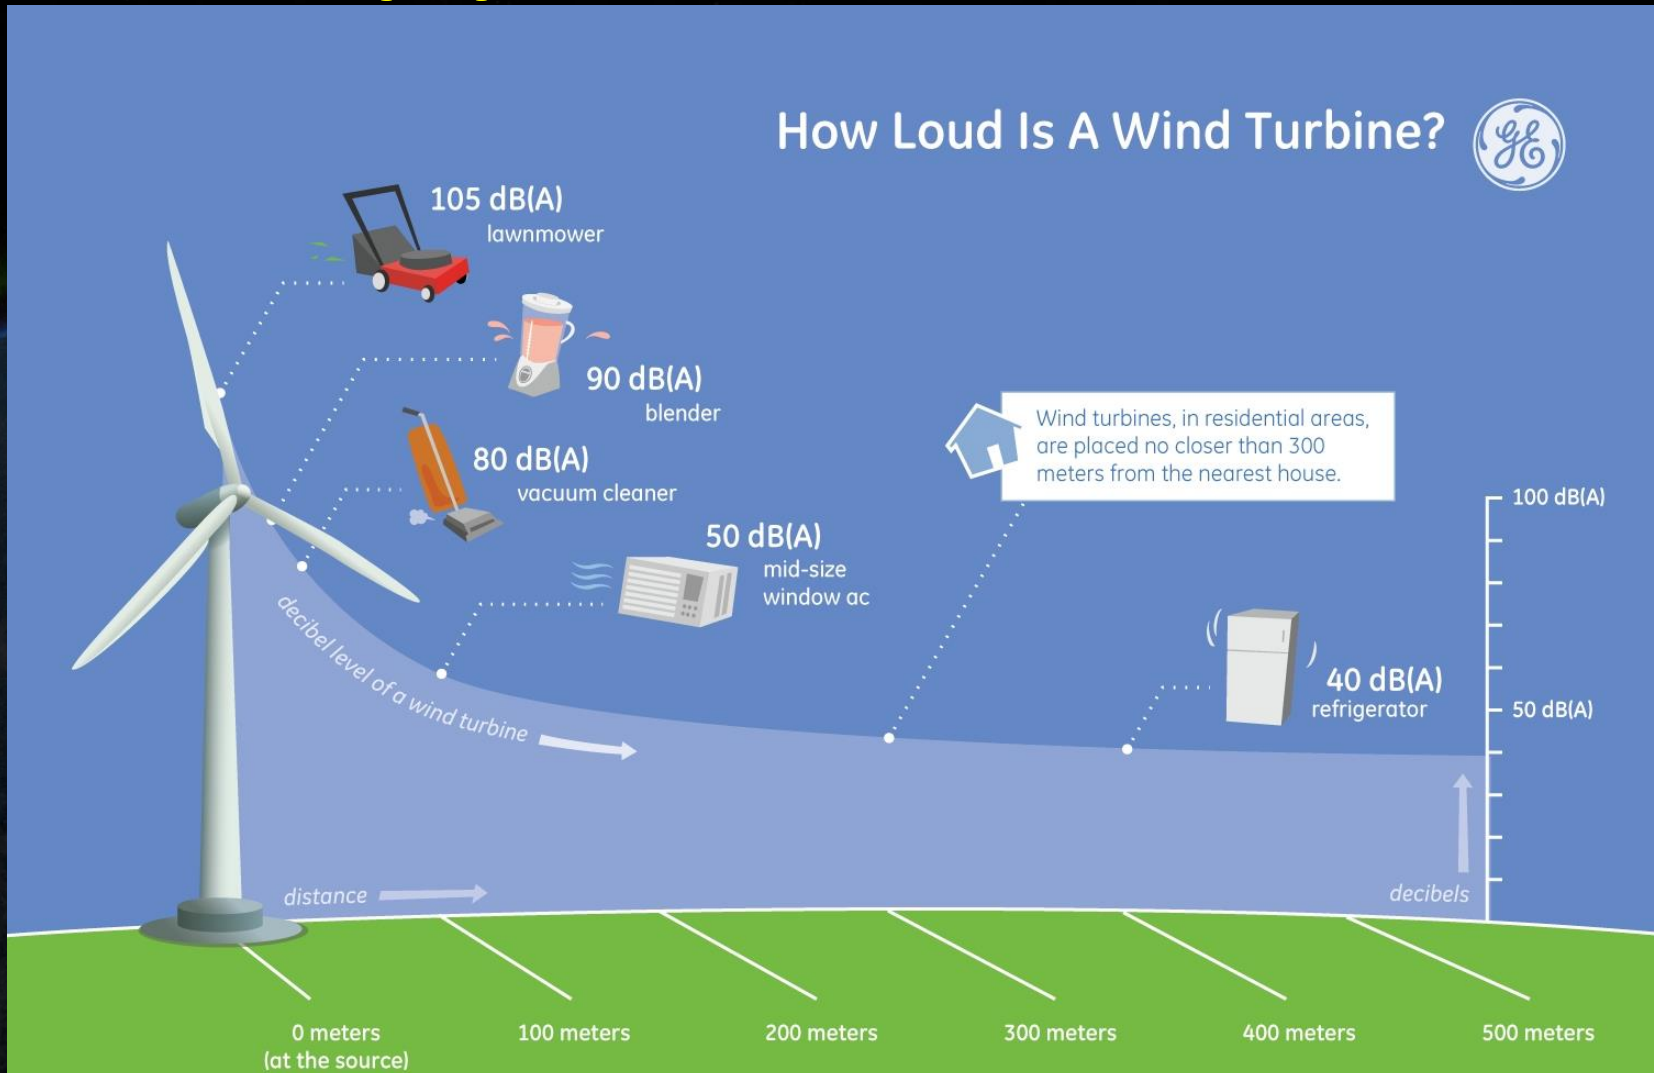 How Loud Is A Wind Turbine?
GE
105 dB(A)
lawnmower
90 dB(A)
blender
80 dB(A)
vacuum cleaner
50 dB(A)
mid-size
window ac
Wind turbines, in residential areas,
are placed no closer than 300
meters from the nearest house.
100 dB(A)
40 dB(A)
refrigerator
50 dB(A)
decibel level of a wind turbine
distance
decibels
0 meters
(at the source)
100 meters
200 meters
300 meters
400 meters
500 meters